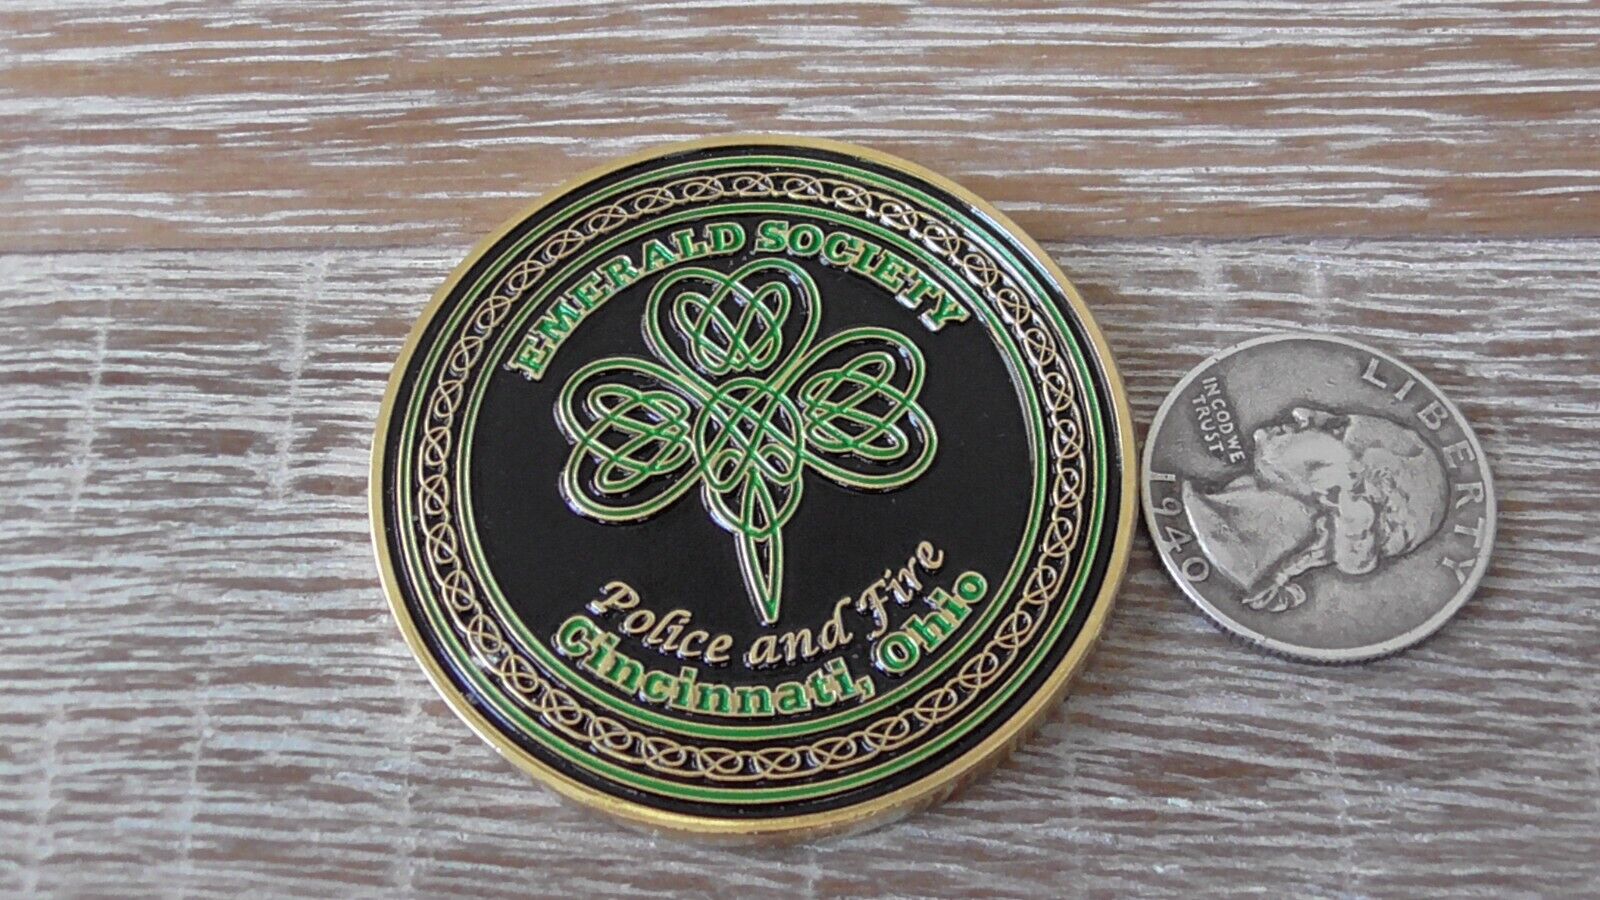 EMERALD SOCIETY
Police and Fire
Cincinnati, Ohio
LIBERTY
IN GOD WE
TRUST
1940